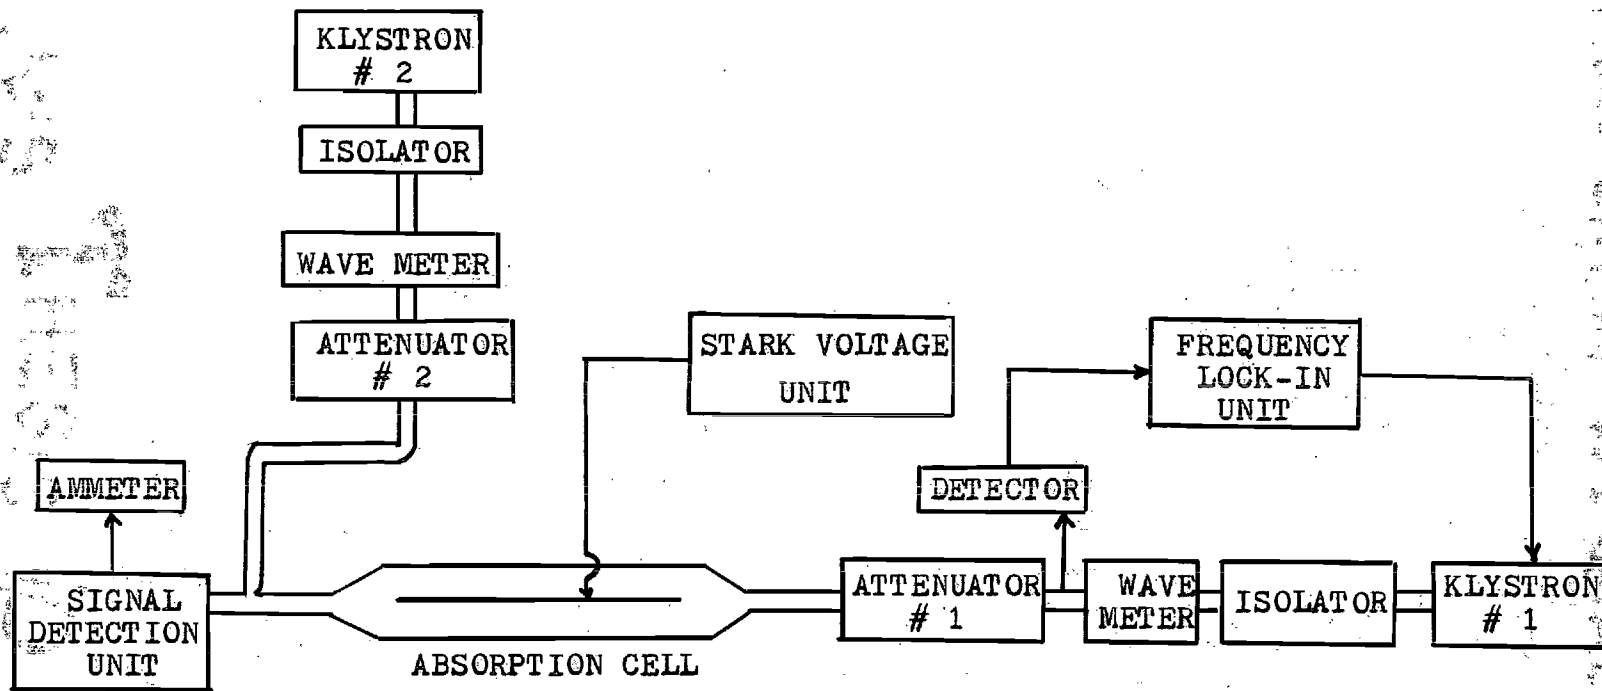 KLYSTRON
# 2
ISOLATOR
WAVE METER
ATTENUATOR
# 2
STARK VOLTAGE
UNIT
FREQUENCY
LOCK-IN
UNIT
AMMETER
DETECTOR
SIGNAL
DETECTION
UNIT
ABSORPTION CELL
ATTENUATOR
# 1
WAVE
METER
ISOLATOR
KLYSTRON
# 1